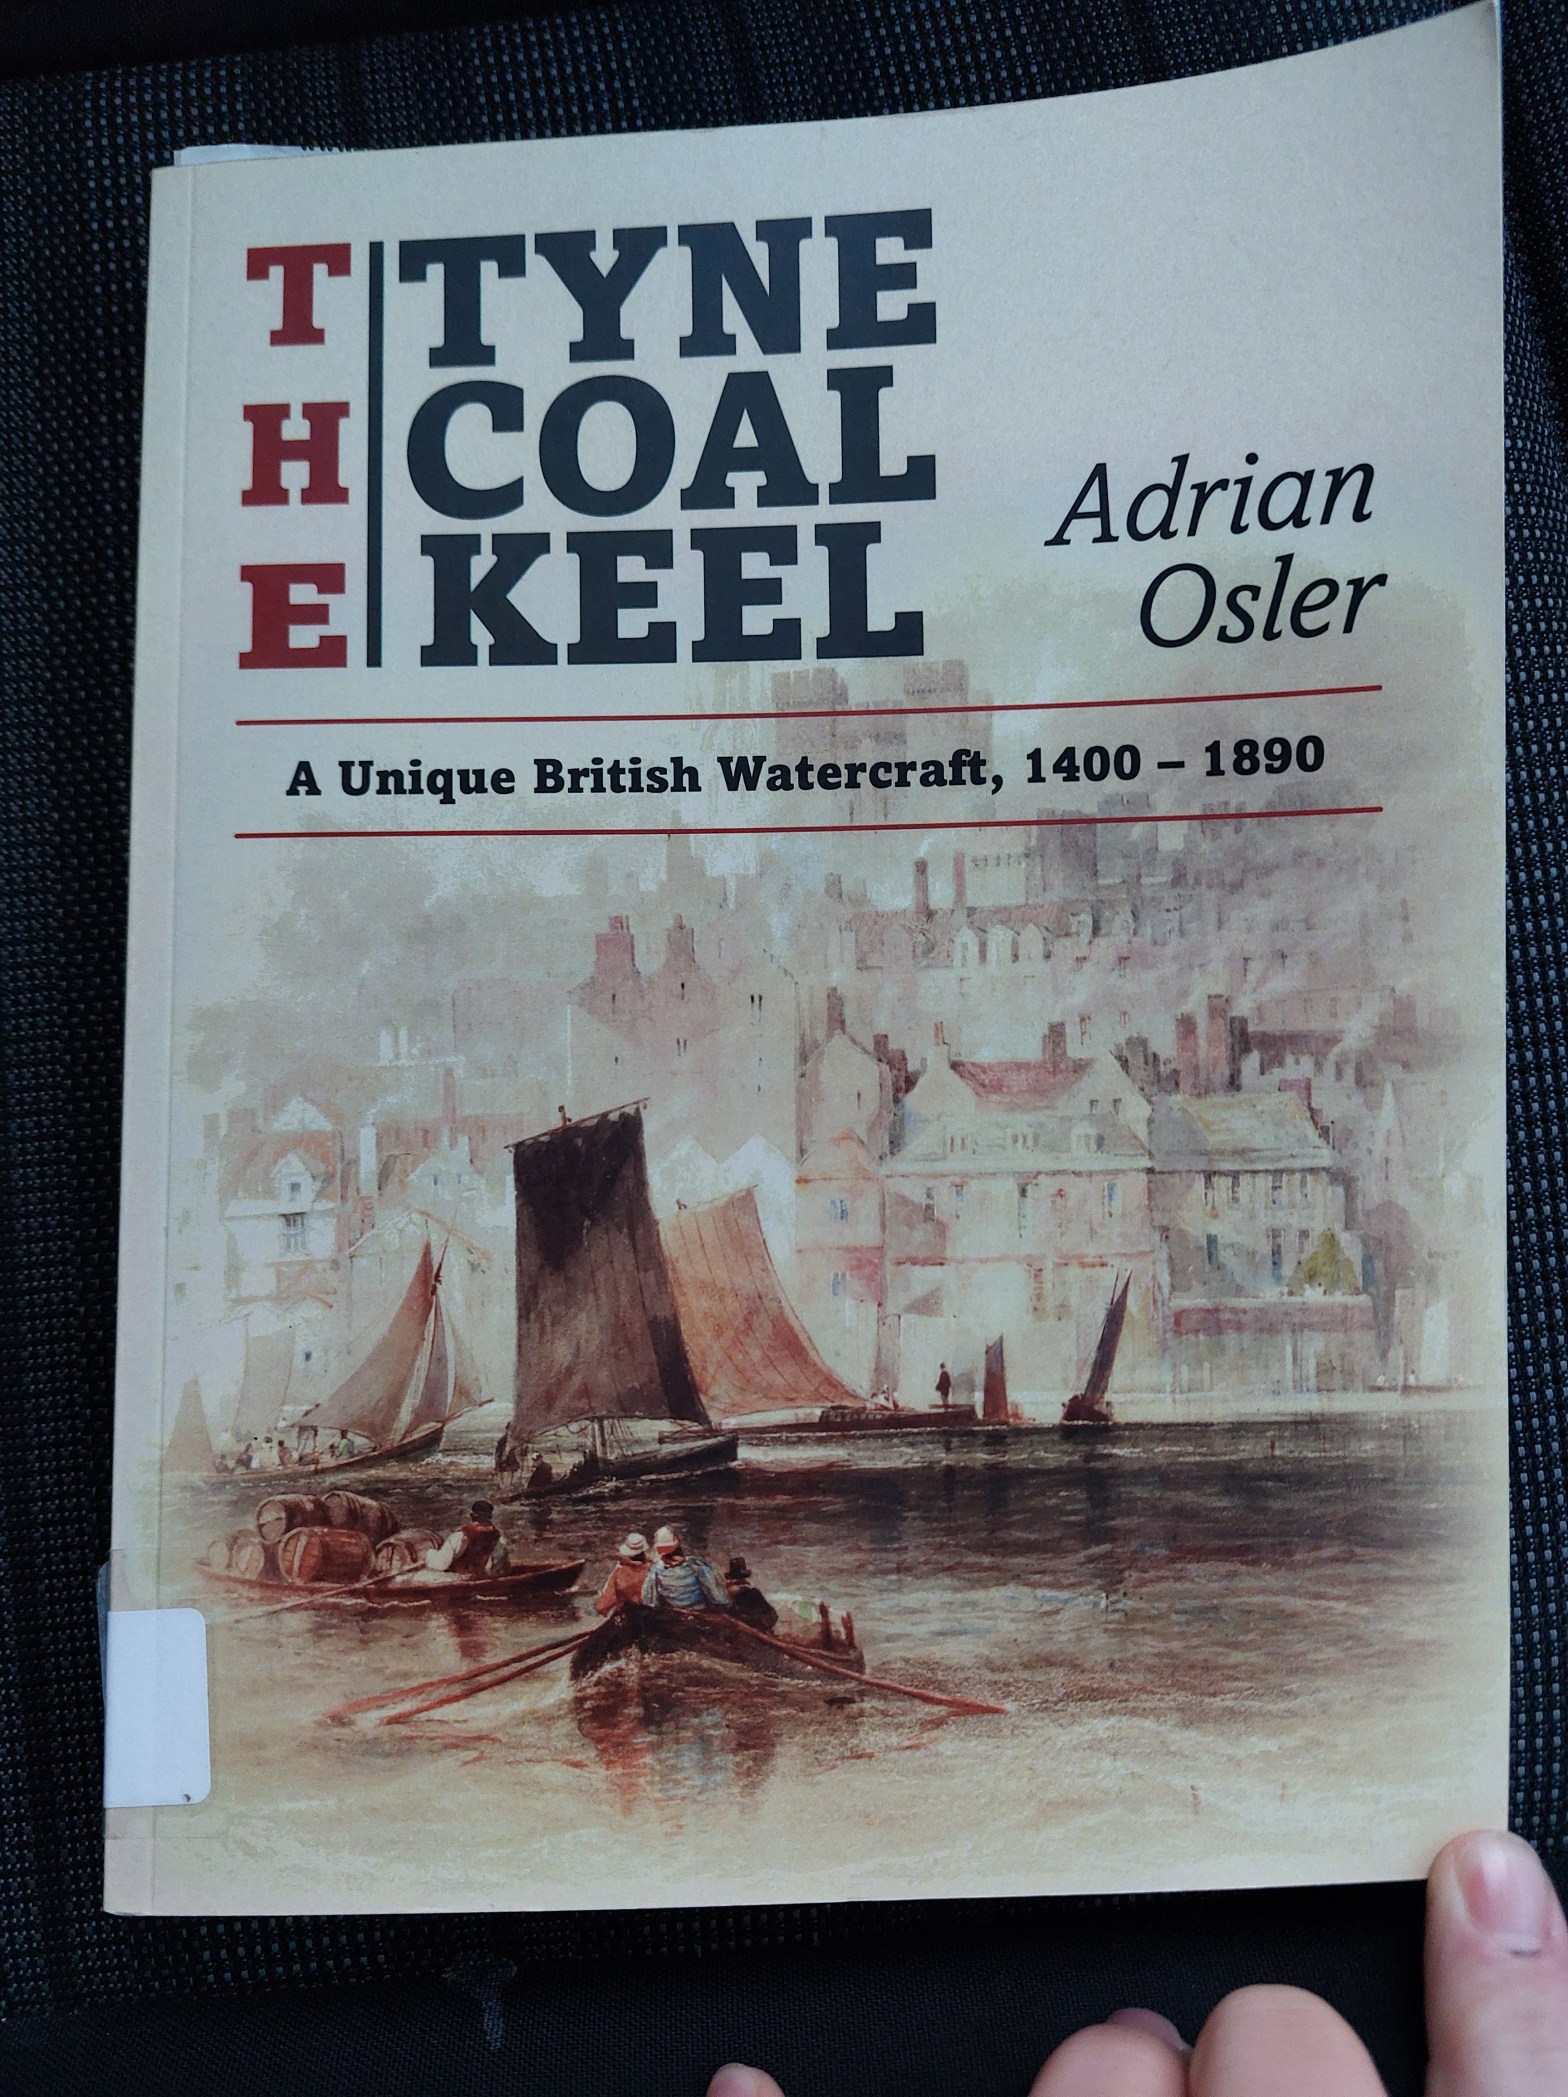 THE
TYNE
COAL
KEEL
Adrian
Osler
A Unique British Watercraft, 1400 – 1890